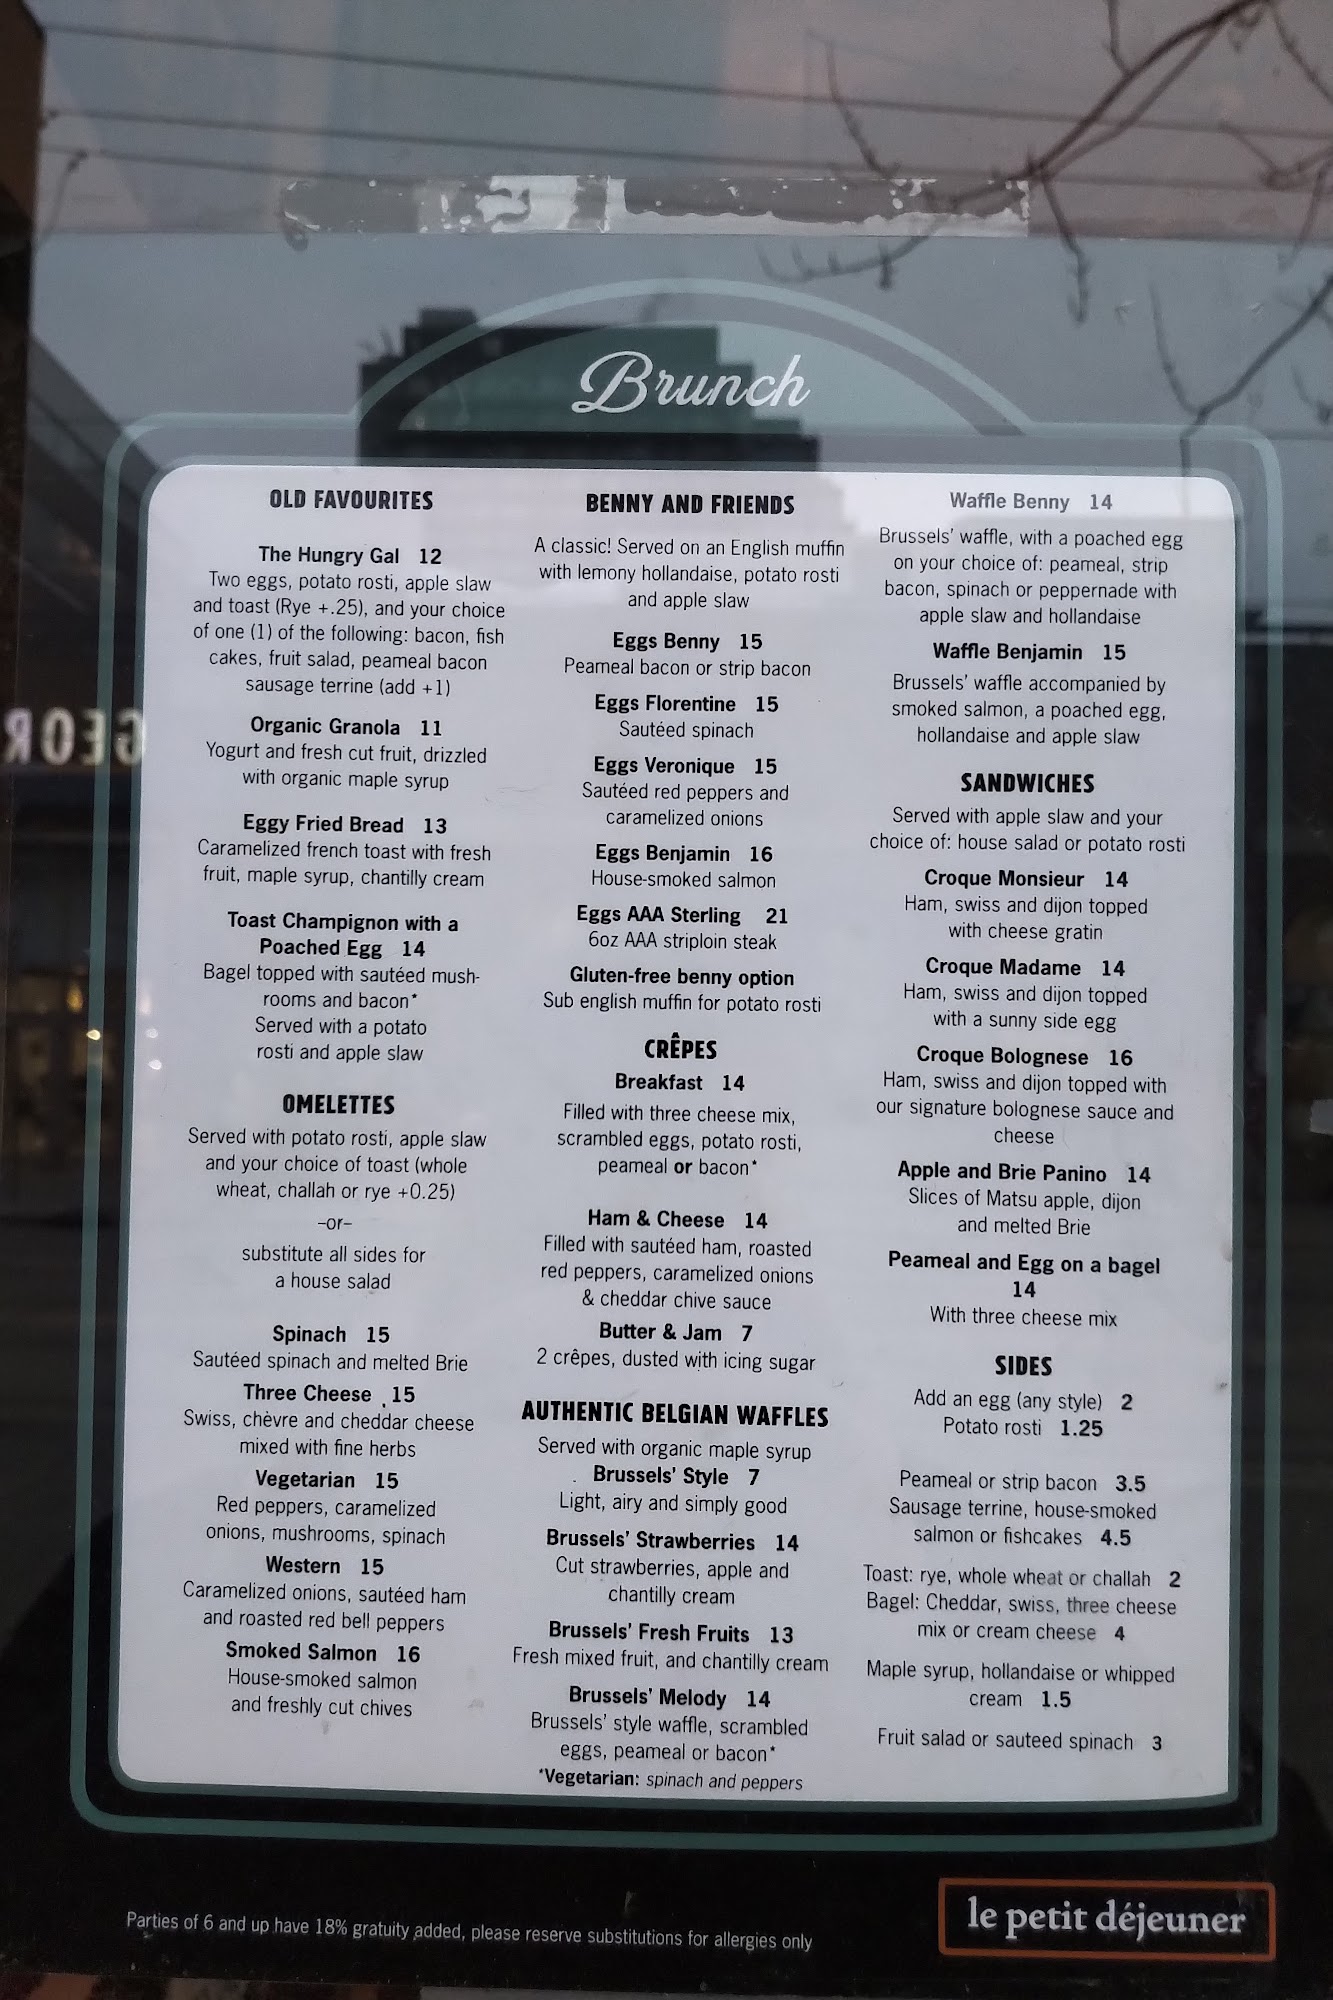 Brunch
OLD FAVOURITES
The Hungry Gal 12
Two eggs, potato rosti, apple slaw
and toast (Rye +.25), and your choice
of one (1) of the following: bacon, fish
cakes, fruit salad, peameal bacon
sausage terrine (add +1)
Organic Granola 11
Yogurt and fresh cut fruit, drizzled
with organic maple syrup
Eggy Fried Bread 13
Caramelized french toast with fresh
fruit, maple syrup, chantilly cream
Toast Champignon with a
Poached Egg 14
Bagel topped with sautéed mush-
rooms and bacon*
Served with a potato
rosti and apple slaw
OMELETTES
Served with potato rosti, apple slaw
and your choice of toast (whole
wheat, challah or rye +0.25)
-or-
substitute all sides for
a house salad
Spinach 15
Sautéed spinach and melted Brie
Three Cheese 15
Swiss, chèvre and cheddar cheese
mixed with fine herbs
Vegetarian 15
Red peppers, caramelized
onions, mushrooms, spinach
Western 15
Caramelized onions, sautéed ham
and roasted red bell peppers
Smoked Salmon 16
House-smoked salmon
and freshly cut chives
BENNY AND FRIENDS
A classic! Served on an English muffin
with lemony hollandaise, potato rosti
and apple slaw
Eggs Benny 15
Peameal bacon or strip bacon
Eggs Florentine 15
Sautéed spinach
Eggs Veronique 15
Sautéed red peppers and
caramelized onions
Eggs Benjamin 16
House-smoked salmon
Eggs AAA Sterling 21
6oz AAA striploin steak
Gluten-free benny option
Sub english muffin for potato rosti
CRÊPES
Breakfast 14
Filled with three cheese mix,
scrambled eggs, potato rosti,
peameal or bacon*
Ham & Cheese 14
Filled with sautéed ham, roasted
red peppers, caramelized onions
& cheddar chive sauce
Butter & Jam 7
2 crêpes, dusted with icing sugar
AUTHENTIC BELGIAN WAFFLES
Served with organic maple syrup
Brussels' Style 7
Light, airy and simply good
Brussels' Strawberries 14
Cut strawberries, apple and
chantilly cream
Brussels' Fresh Fruits 13
Fresh mixed fruit, and chantilly cream
Brussels' Melody 14
Brussels' style waffle, scrambled
eggs, peameal or bacon*
*Vegetarian: spinach and peppers
Waffle Benny 14
Brussels' waffle, with a poached egg
on your choice of: peameal, strip
bacon, spinach or peppernade with
apple slaw and hollandaise
Waffle Benjamin 15
Brussels' waffle accompanied by
smoked salmon, a poached egg,
hollandaise and apple slaw
SANDWICHES
Served with apple slaw and your
choice of: house salad or potato rosti
Croque Monsieur 14
Ham, swiss and dijon topped
with cheese gratin
Croque Madame 14
Ham, swiss and dijon topped
with a sunny side egg
Croque Bolognese 16
Ham, swiss and dijon topped with
our signature bolognese sauce and
cheese
Apple and Brie Panino 14
Slices of Matsu apple, dijon
and melted Brie
Peameal and Egg on a bagel
14
With three cheese mix
SIDES
Add an egg (any style) 2
Potato rosti 1.25
Peameal or strip bacon 3.5
Sausage terrine, house-smoked
salmon or fishcakes 4.5
Toast: rye, whole wheat or challah 2
Bagel: Cheddar, swiss, three cheese
mix or cream cheese 4
Maple syrup, hollandaise or whipped
cream 1.5
Fruit salad or sauteed spinach 3
Parties of 6 and up have 18% gratuity added, please reserve substitutions for allergies only
le petit déjeuner
GEOR